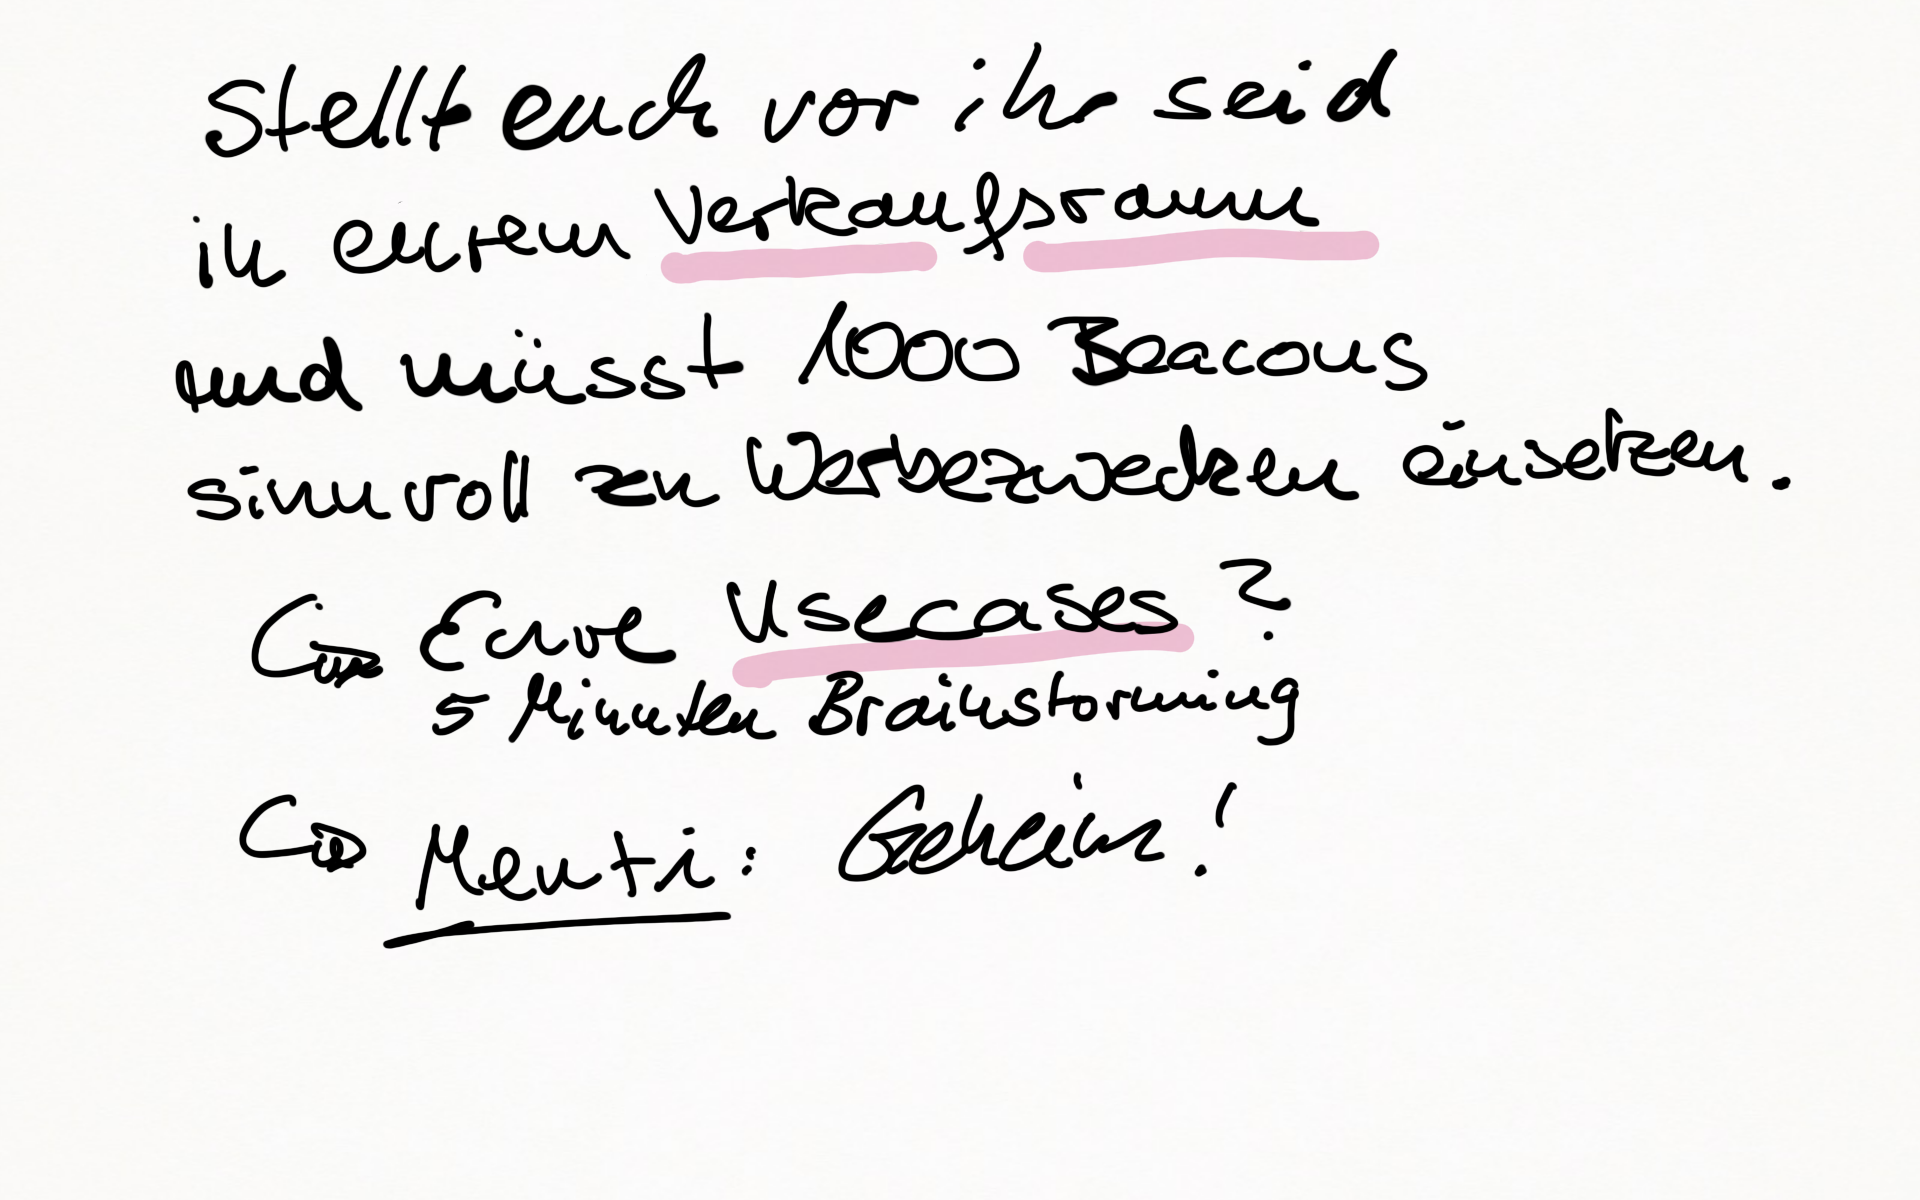 Stellt euch vor ihr seid
in eurem Verkaufsraum
und müsst 1000 Beacons
sinnvoll zu Werbezwecken einsetzen.
Eure Usecases?
5 Minuten Brainstorming
Menti: Geheim!